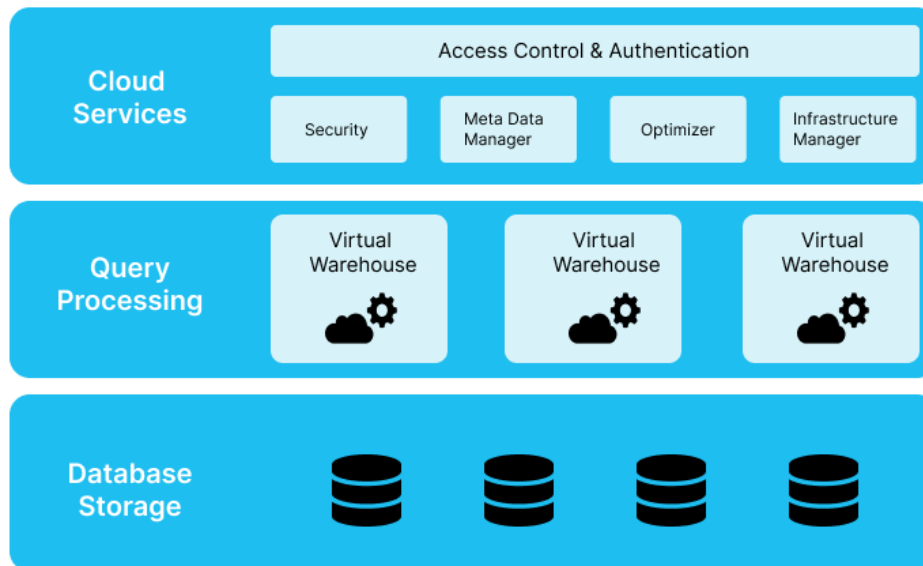 Cloud
Services
Access Control & Authentication
Security
Meta Data
Manager
Optimizer
Infrastructure
Manager
Query
Processing
Virtual
Warehouse
Virtual
Warehouse
Virtual
Warehouse
Database
Storage